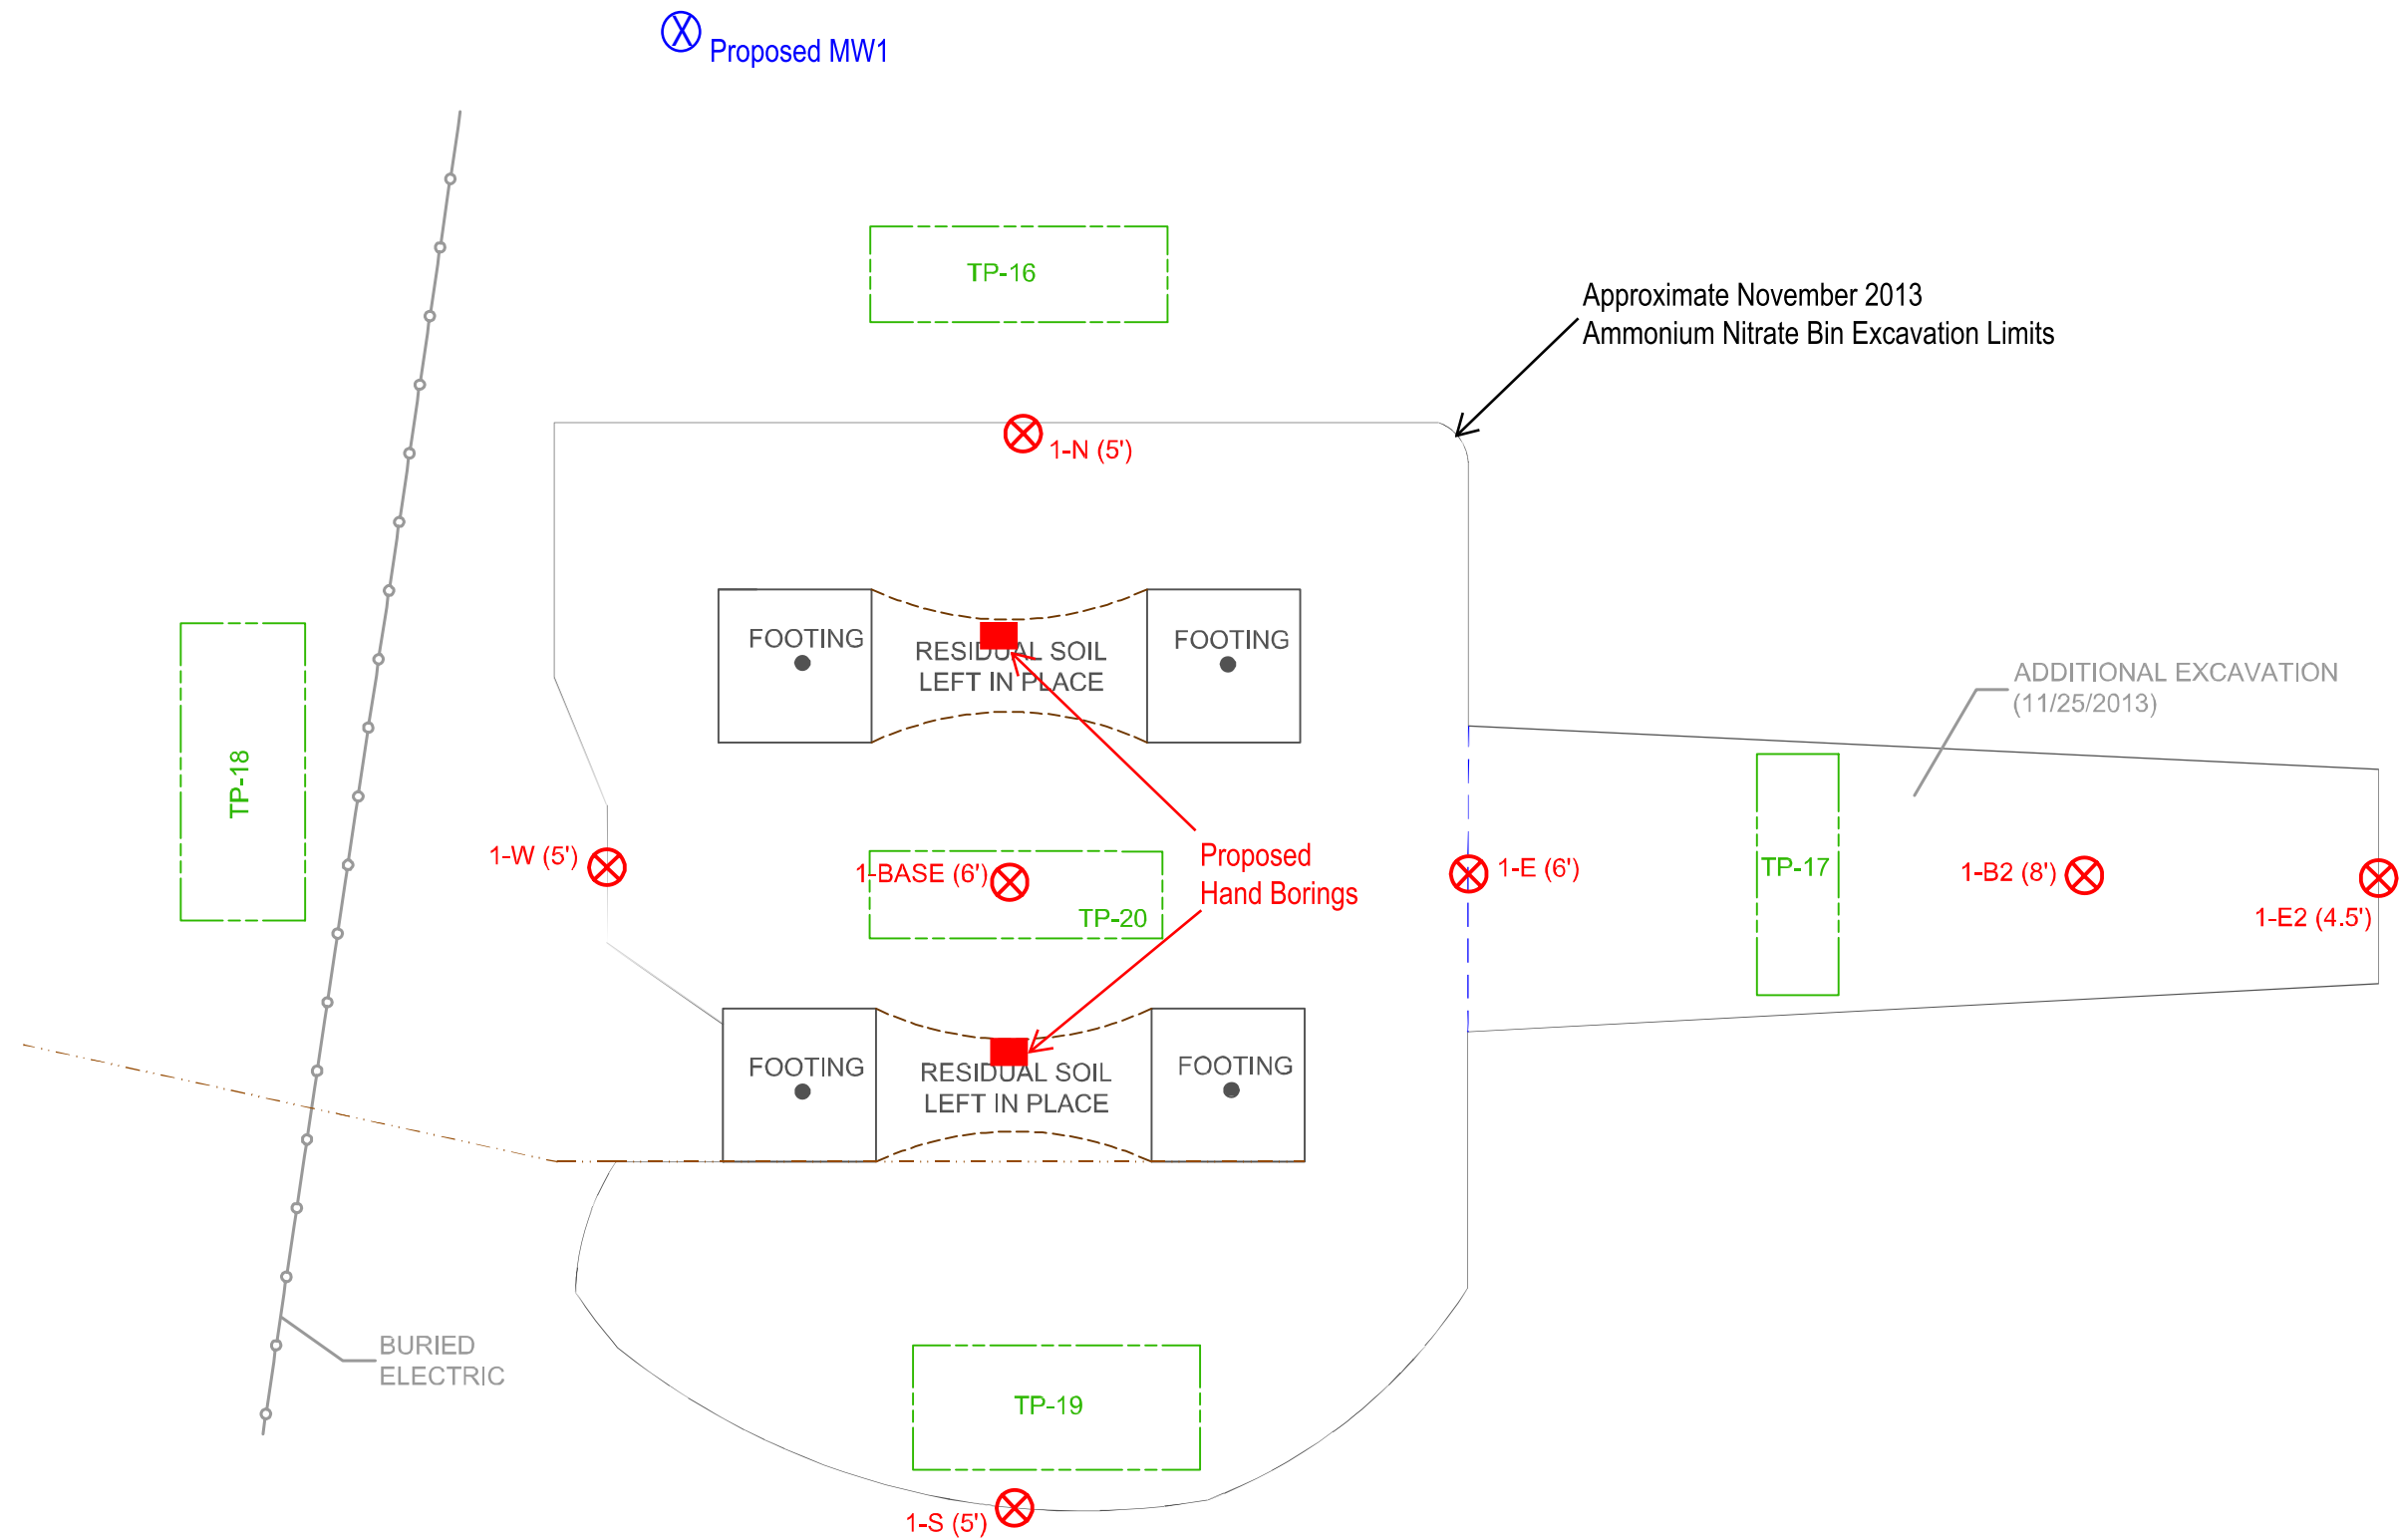 X
Proposed MW1
TP-16
Approximate November 2013
Ammonium Nitrate Bin Excavation Limits
1-N (5')
FOOTING
RESIDUAL SOIL
LEFT IN PLACE
FOOTING
ADDITIONAL EXCAVATION
(11/25/2013)
TP-18
1-W (5')
1-BASE (6')
TP-20
Proposed
Hand Borings
1-E (6')
TP-17
1-B2 (8')
1-E2 (4.5')
FOOTING
RESIDUAL SOIL
LEFT IN PLACE
FOOTING
BURIED
ELECTRIC
TP-19
1-S (5')